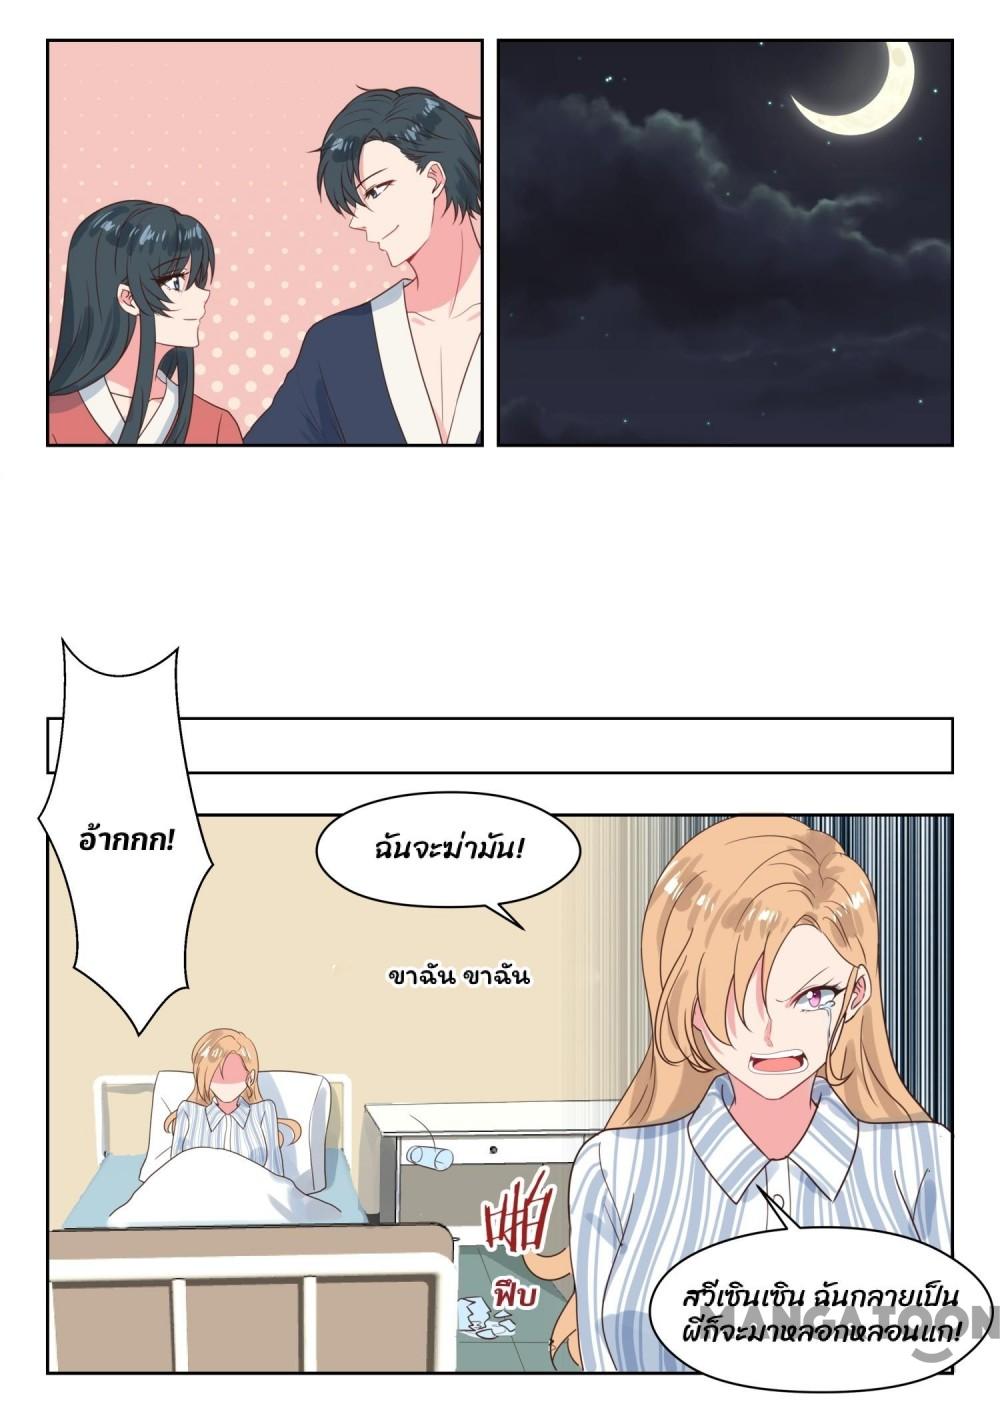 อ้ากกก!
ฉันจะฆ่ามัน!
ขาฉัน ขาฉัน
啪
ฟึบ
สวีเซินเซิน ฉันกลายเป็น
ผีก็จะมาหลอกหลอนแก!
MANGATOON